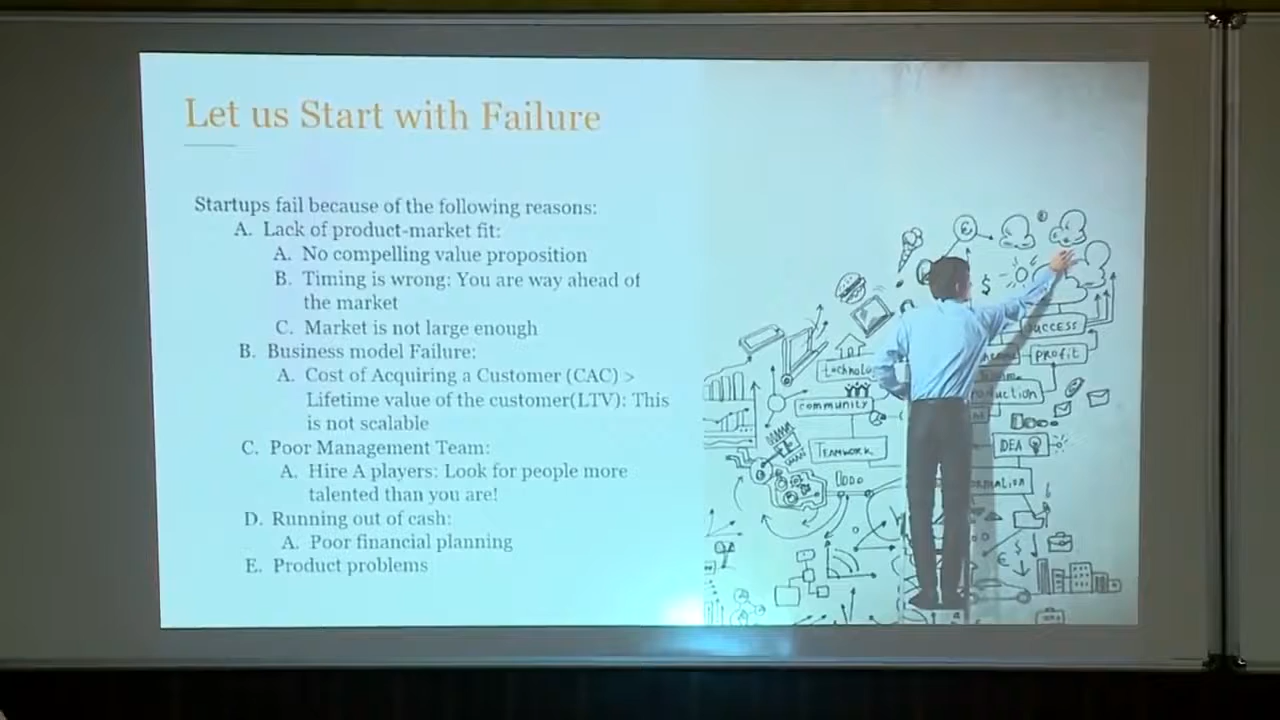 Let us Start with Failure
Startups fail because of the following reasons:
A. Lack of product-market fit:
A. No compelling value proposition
B. Timing is wrong: You are way ahead of
the market
C. Market is not large enough
B. Business model Failure:
A. Cost of Acquiring a Customer (CAC) >
Lifetime value of the customer(LTV): This
is not scalable
C. Poor Management Team:
A. Hire A players: Look for people more
talented than you are!
D. Running out of cash:
A. Poor financial planning
E. Product problems
SUCCESS
PROFIT
technolo
community
TEAMWORK
IDEA